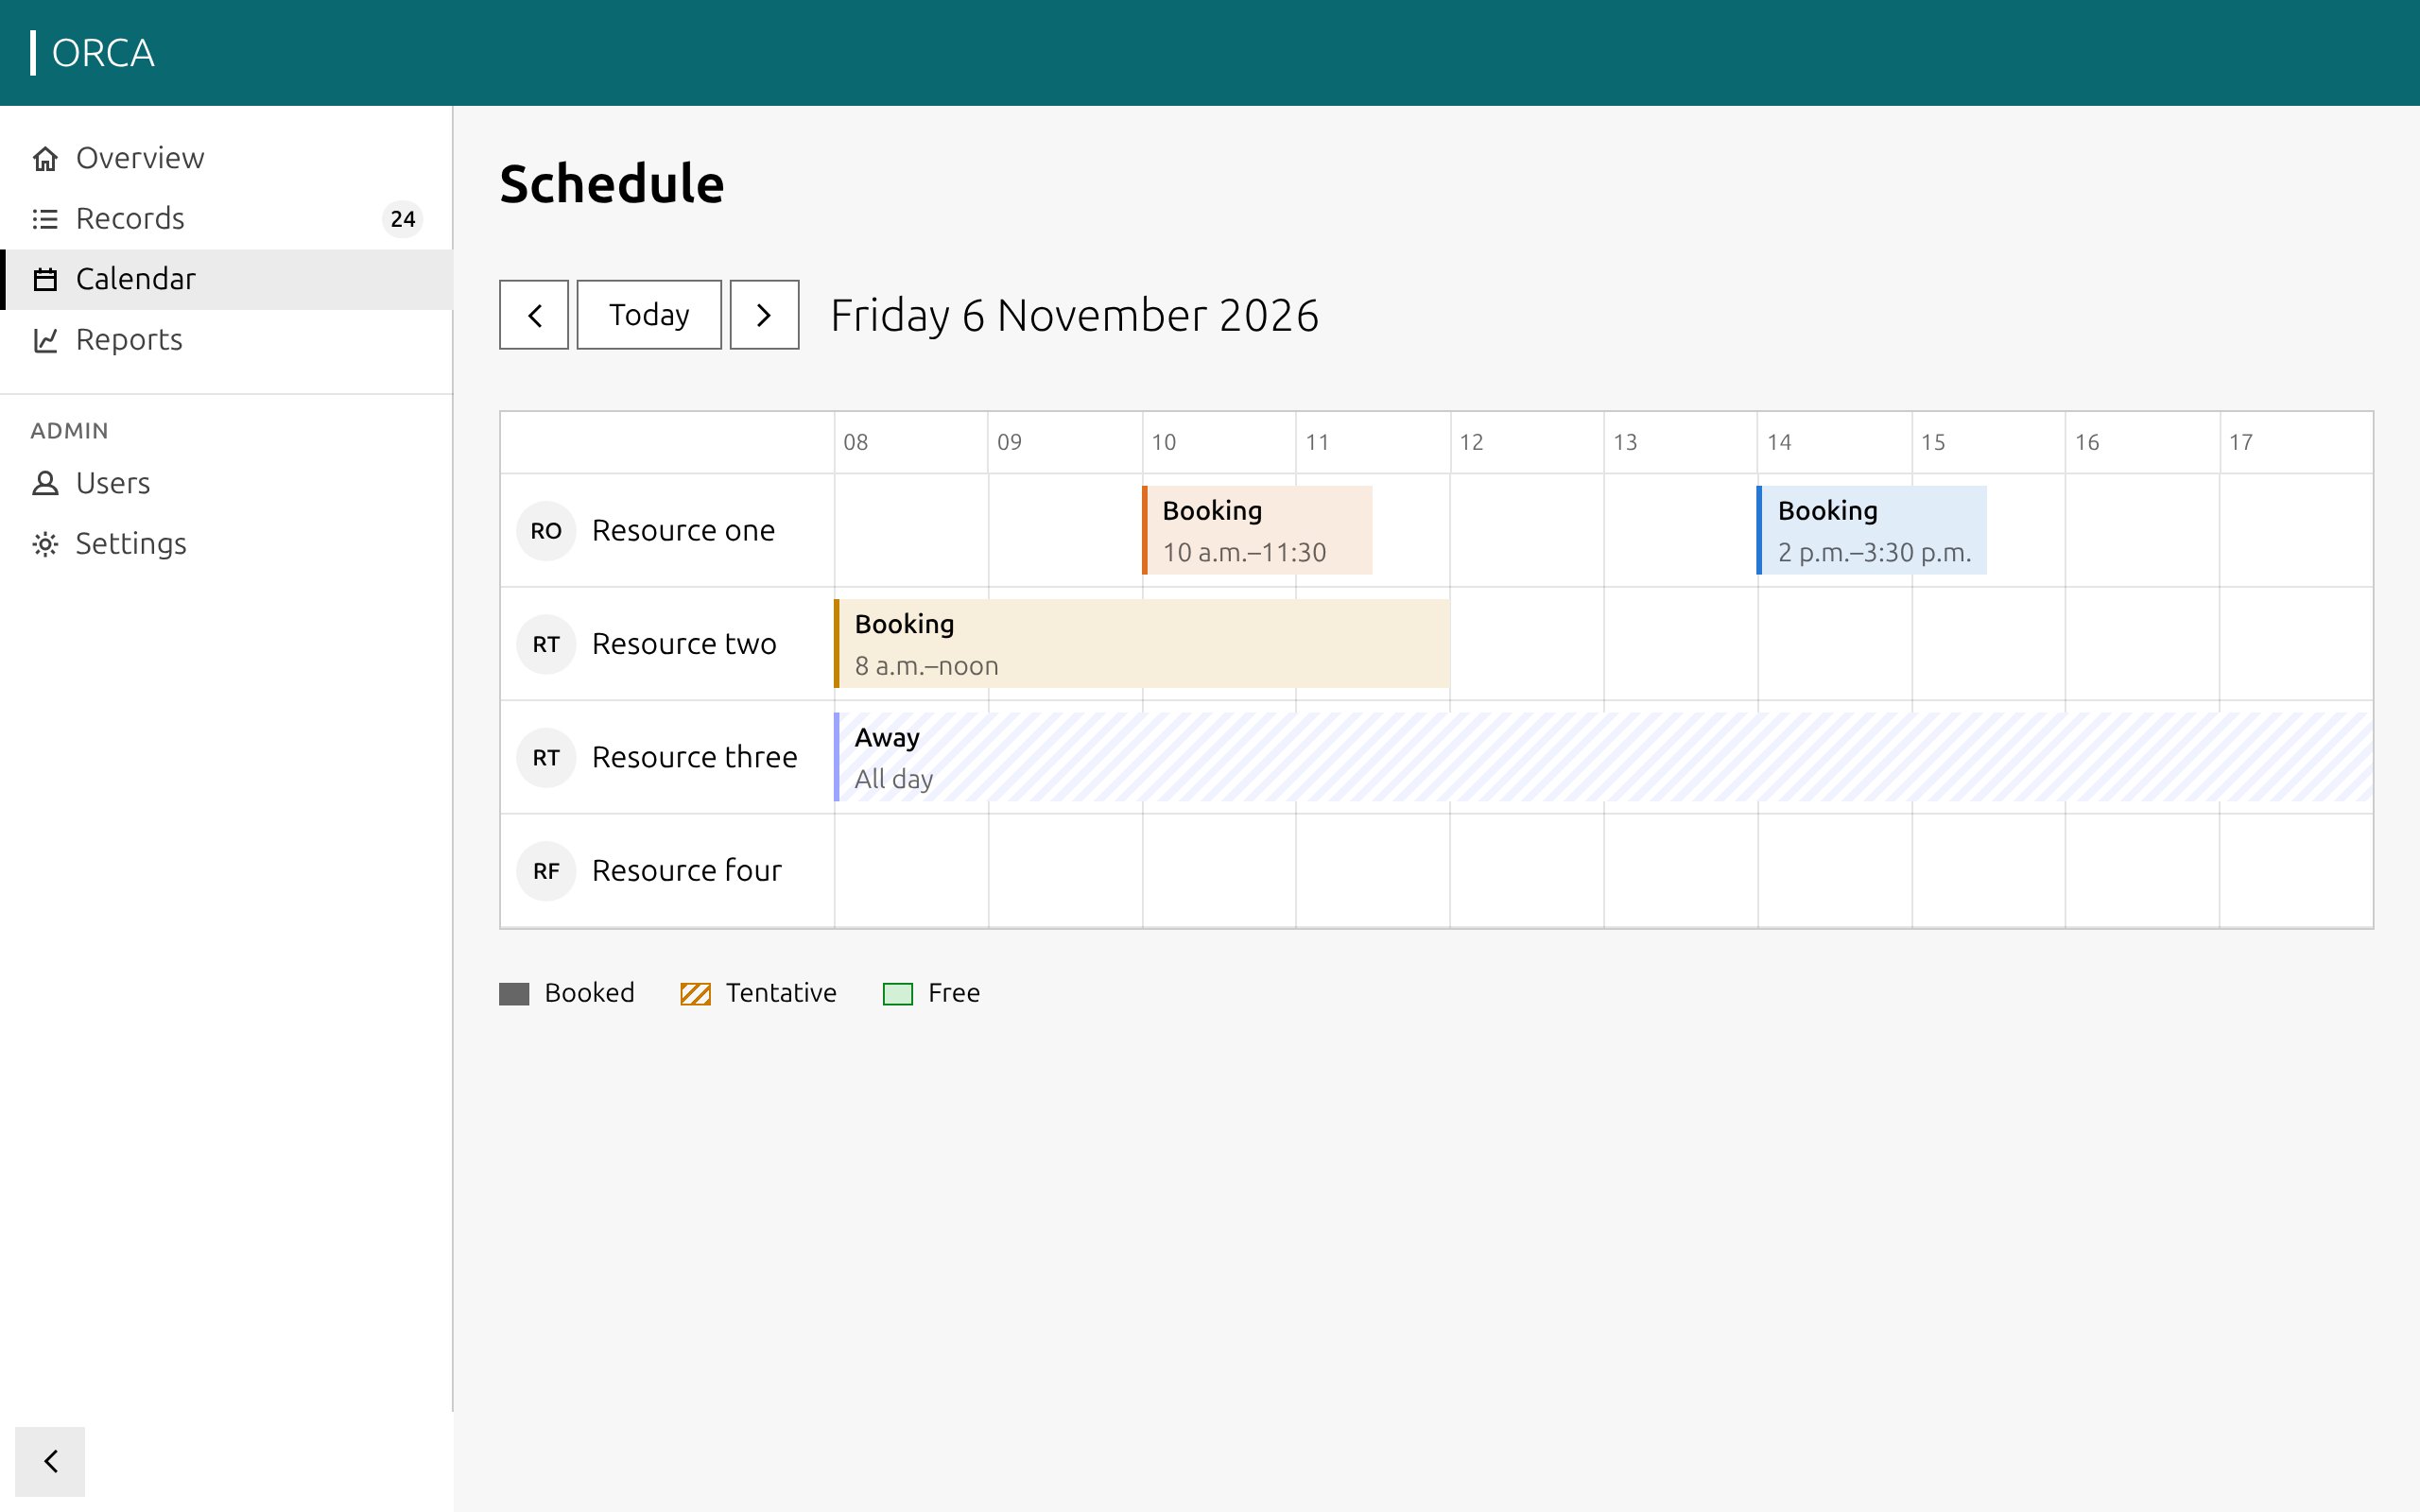 ORCA
Overview
Records 24
Calendar
Reports
ADMIN
Users
Settings
Schedule
Today
Friday 6 November 2026
08 09 10 11 12 13 14 15 16 17
RO Resource one
Booking
10 a.m.–11:30
Booking
2 p.m.–3:30 p.m.
RT Resource two
Booking
8 a.m.–noon
RT Resource three
Away
All day
RF Resource four
Booked Tentative Free